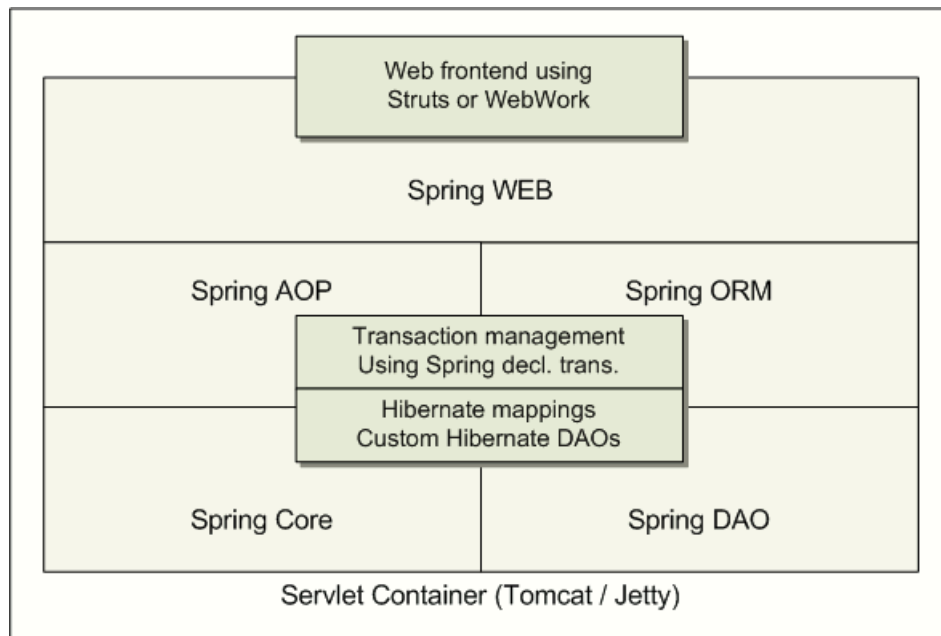 Web frontend using
Struts or WebWork
Spring WEB
Spring AOP
Spring ORM
Transaction management
Using Spring decl. trans.
Hibernate mappings
Custom Hibernate DAOs
Spring Core
Spring DAO
Servlet Container (Tomcat / Jetty)